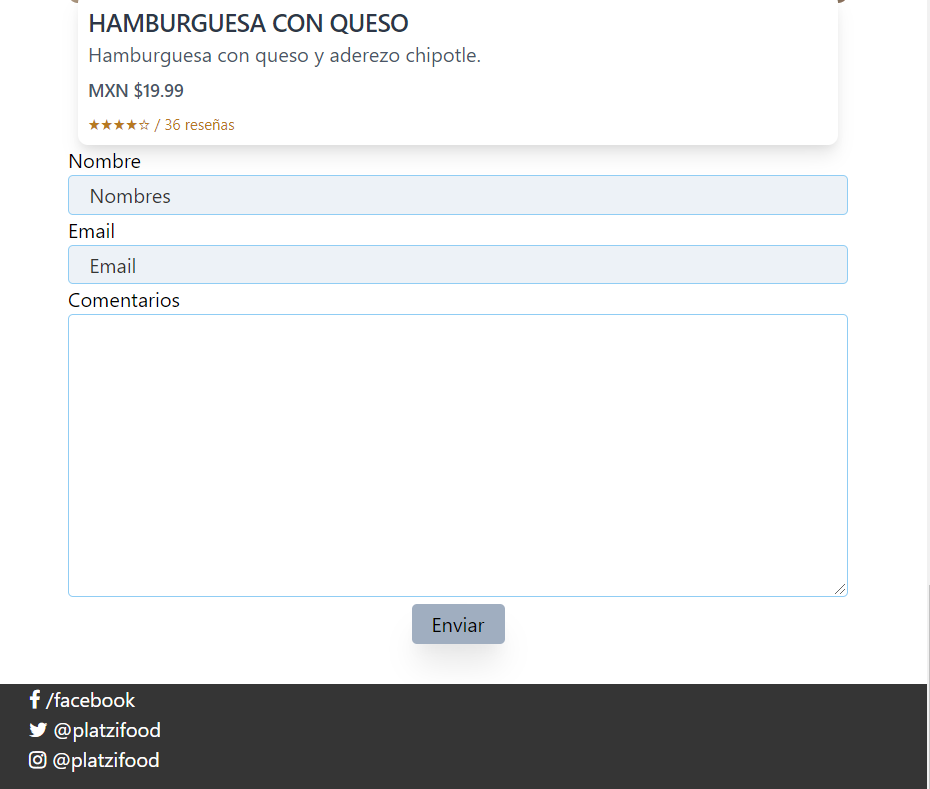 HAMBURGUESA CON QUESO
Hamburguesa con queso y aderezo chipotle.
MXN $19.99
★★★★☆ / 36 reseñas
Nombre
Nombres
Email
Email
Comentarios
Enviar
/facebook
@platzifood
@platzifood